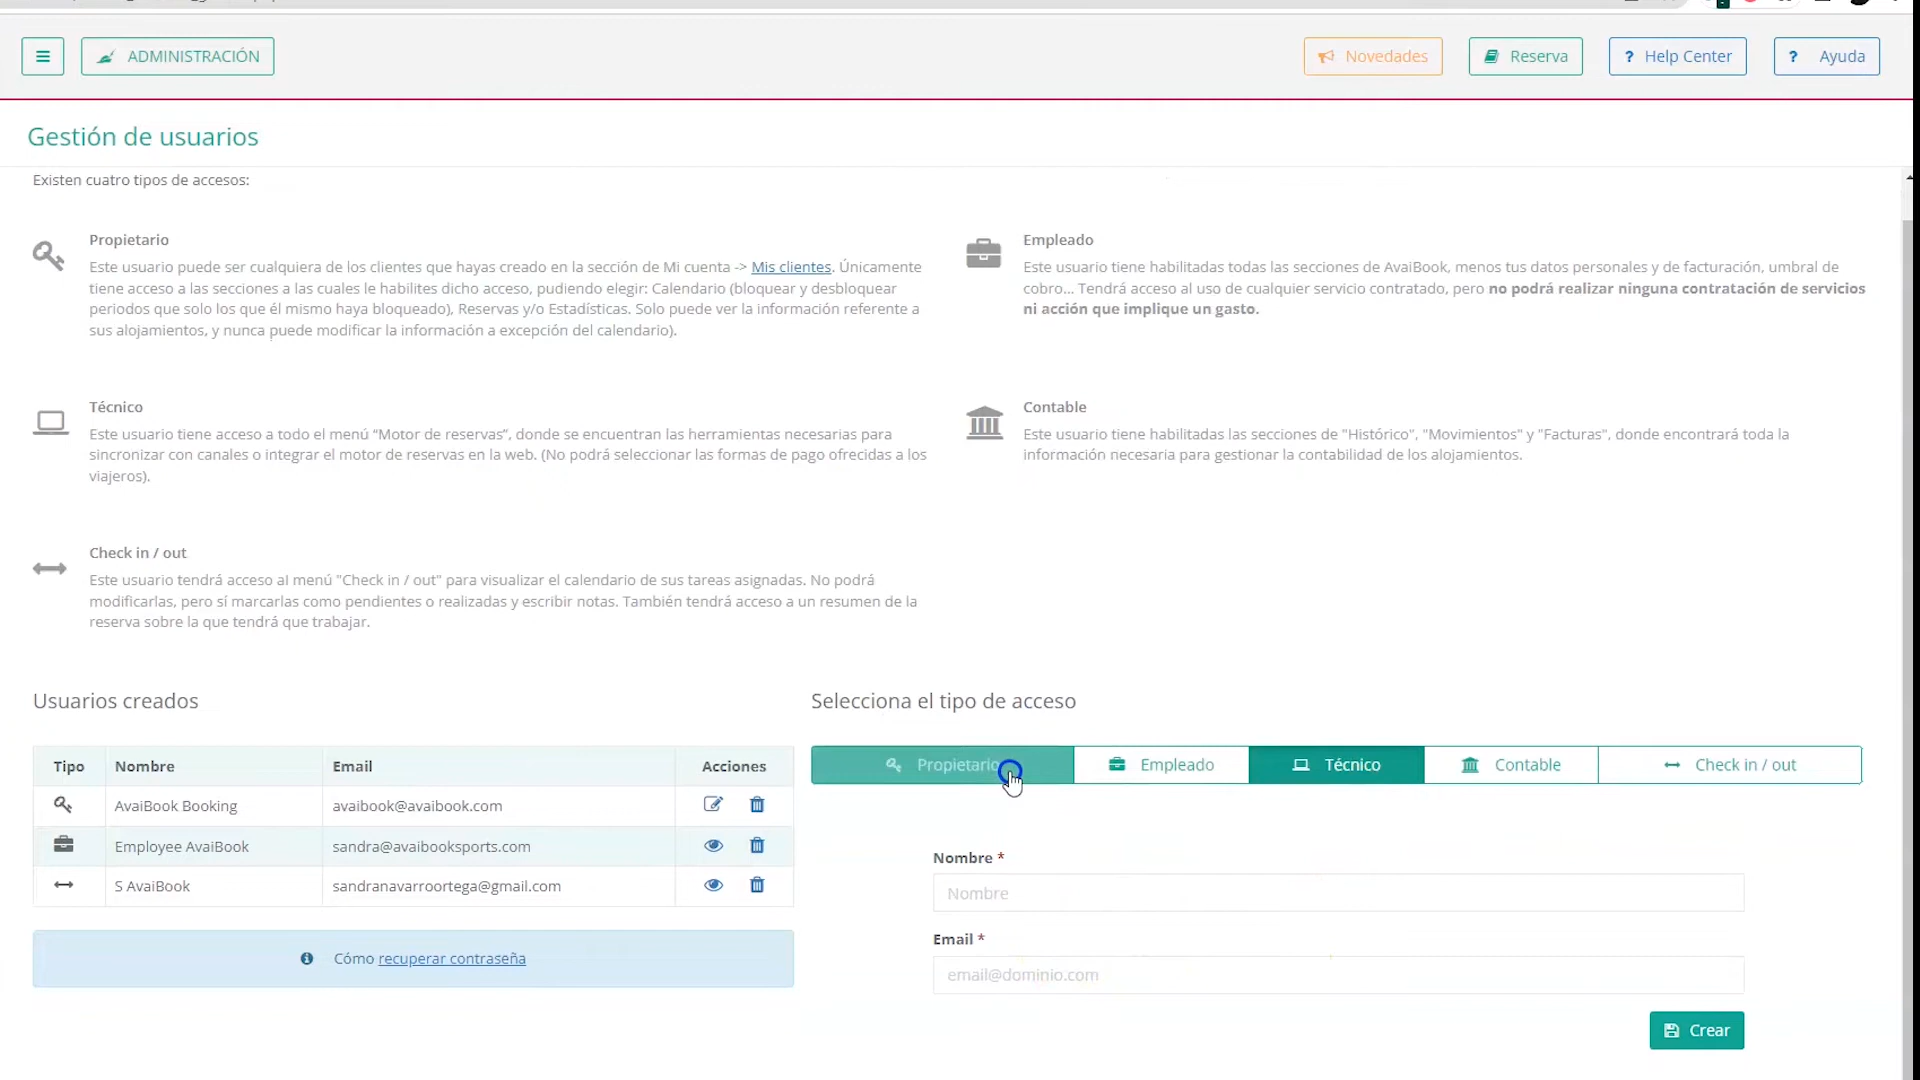 ADMINISTRACIÓN
Novedades
Reserva
? Help Center
? Ayuda
Gestión de usuarios
Existen cuatro tipos de accesos:
Propietario
Este usuario puede ser cualquiera de los clientes que hayas creado en la sección de Mi cuenta -> Mis clientes. Únicamente
tiene acceso a las secciones a las cuales le habilites dicho acceso, pudiendo elegir: Calendario (bloquear y desbloquear
periodos que solo los que él mismo haya bloqueado), Reservas y/o Estadísticas. Solo puede ver la información referente a
sus alojamientos, y nunca puede modificar la información a excepción del calendario).
Empleado
Este usuario tiene habilitadas todas las secciones de AvaiBook, menos tus datos personales y de facturación, umbral de
cobro... Tendrá acceso al uso de cualquier servicio contratado, pero no podrá realizar ninguna contratación de servicios
ni acción que implique un gasto.
Técnico
Este usuario tiene acceso a todo el menú “Motor de reservas”, donde se encuentran las herramientas necesarias para
sincronizar con canales o integrar el motor de reservas en la web. (No podrá seleccionar las formas de pago ofrecidas a los
viajeros).
Contable
Este usuario tiene habilitadas las secciones de "Histórico", "Movimientos" y "Facturas", donde encontrará toda la
información necesaria para gestionar la contabilidad de los alojamientos.
Check in / out
Este usuario tendrá acceso al menú "Check in / out" para visualizar el calendario de sus tareas asignadas. No podrá
modificarlas, pero sí marcarlas como pendientes o realizadas y escribir notas. También tendrá acceso a un resumen de la
reserva sobre la que tendrá que trabajar.
Usuarios creados
Tipo Nombre Email Acciones
AvaiBook Booking avaibook@avaibook.com
Employee AvaiBook sandra@avaibooksports.com
S AvaiBook sandranavarroortega@gmail.com
Cómo recuperar contraseña
Selecciona el tipo de acceso
Propietario Empleado Técnico Contable Check in / out
Nombre *
Nombre
Email *
email@dominio.com
Crear